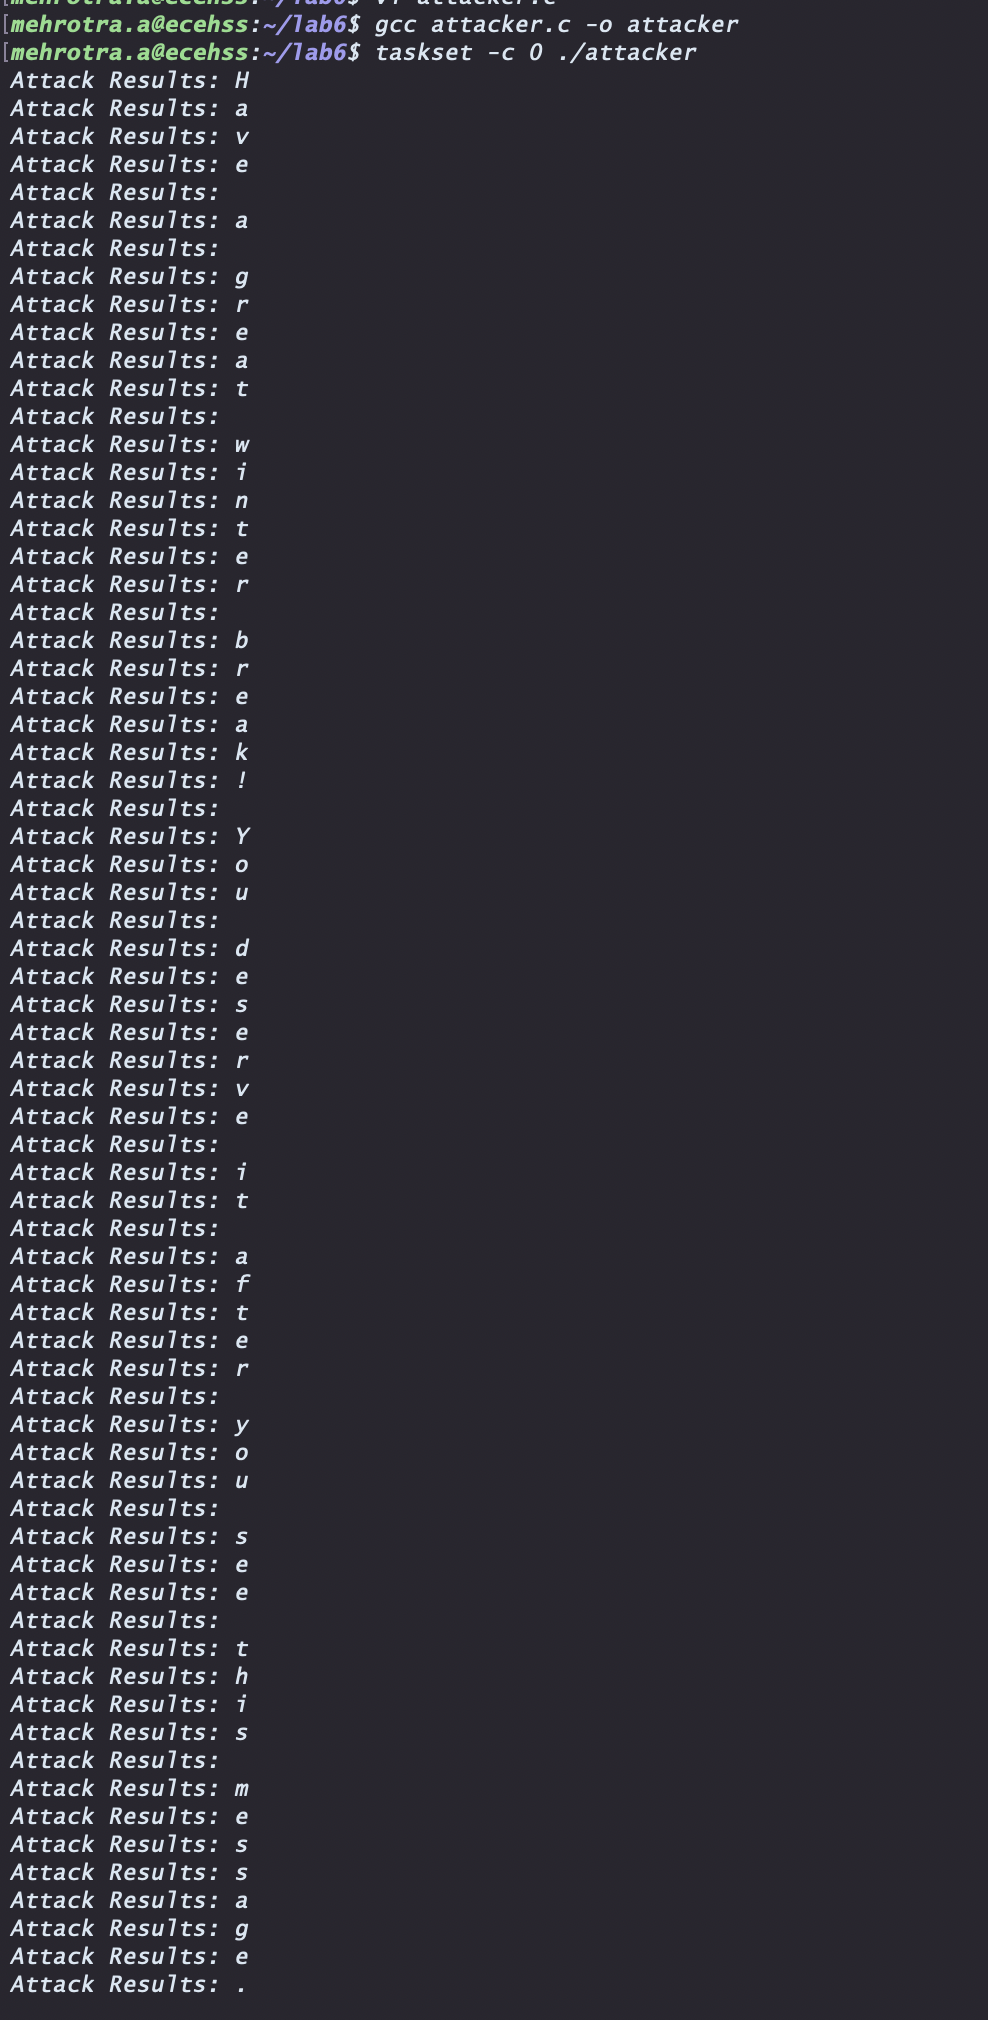 [mehrotra.a@ecehss:~/lab6$ vi attacker.c
[mehrotra.a@ecehss:~/lab6$ gcc attacker.c -o attacker
[mehrotra.a@ecehss:~/lab6$ taskset -c 0 ./attacker
Attack Results: H
Attack Results: a
Attack Results: v
Attack Results: e
Attack Results:
Attack Results: a
Attack Results:
Attack Results: g
Attack Results: r
Attack Results: e
Attack Results: a
Attack Results: t
Attack Results:
Attack Results: w
Attack Results: i
Attack Results: n
Attack Results: t
Attack Results: e
Attack Results: r
Attack Results:
Attack Results: b
Attack Results: r
Attack Results: e
Attack Results: a
Attack Results: k
Attack Results: !
Attack Results:
Attack Results: Y
Attack Results: o
Attack Results: u
Attack Results:
Attack Results: d
Attack Results: e
Attack Results: s
Attack Results: e
Attack Results: r
Attack Results: v
Attack Results: e
Attack Results:
Attack Results: i
Attack Results: t
Attack Results:
Attack Results: a
Attack Results: f
Attack Results: t
Attack Results: e
Attack Results: r
Attack Results:
Attack Results: y
Attack Results: o
Attack Results: u
Attack Results:
Attack Results: s
Attack Results: e
Attack Results: e
Attack Results:
Attack Results: t
Attack Results: h
Attack Results: i
Attack Results: s
Attack Results:
Attack Results: m
Attack Results: e
Attack Results: s
Attack Results: s
Attack Results: a
Attack Results: g
Attack Results: e
Attack Results: .